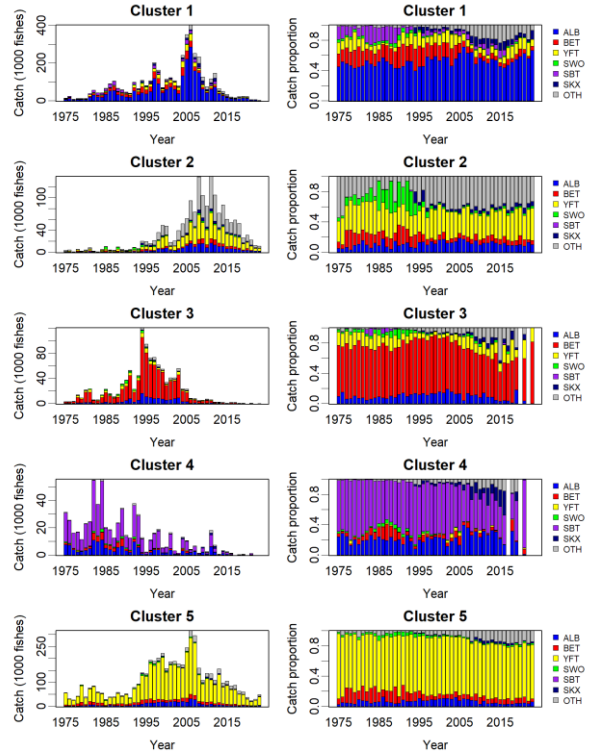 Cluster 1
Catch (1000 fishes)
400
200
0
1975 1985 1995 2005 2015
Year
Cluster 1
Catch proportion
0.8
0.4
0.0
1975 1985 1995 2005 2015
Year
ALB
BET
YFT
SWO
SBT
SKX
OTH
Cluster 2
Catch (1000 fishes)
100
40
0
1975 1985 1995 2005 2015
Year
Cluster 2
Catch proportion
0.8
0.4
0.0
1975 1985 1995 2005 2015
Year
ALB
BET
YFT
SWO
SBT
SKX
OTH
Cluster 3
Catch (1000 fishes)
80
40
0
1975 1985 1995 2005 2015
Year
Cluster 3
Catch proportion
0.8
0.4
0.0
1975 1985 1995 2005 2015
Year
ALB
BET
YFT
SWO
SBT
SKX
OTH
Cluster 4
Catch (1000 fishes)
40
20
0
1975 1985 1995 2005 2015
Year
Cluster 4
Catch proportion
0.8
0.4
0.0
1975 1985 1995 2005 2015
Year
ALB
BET
YFT
SWO
SBT
SKX
OTH
Cluster 5
Catch (1000 fishes)
250
100
0
1975 1985 1995 2005 2015
Year
Cluster 5
Catch proportion
0.8
0.4
0.0
1975 1985 1995 2005 2015
Year
ALB
BET
YFT
SWO
SBT
SKX
OTH